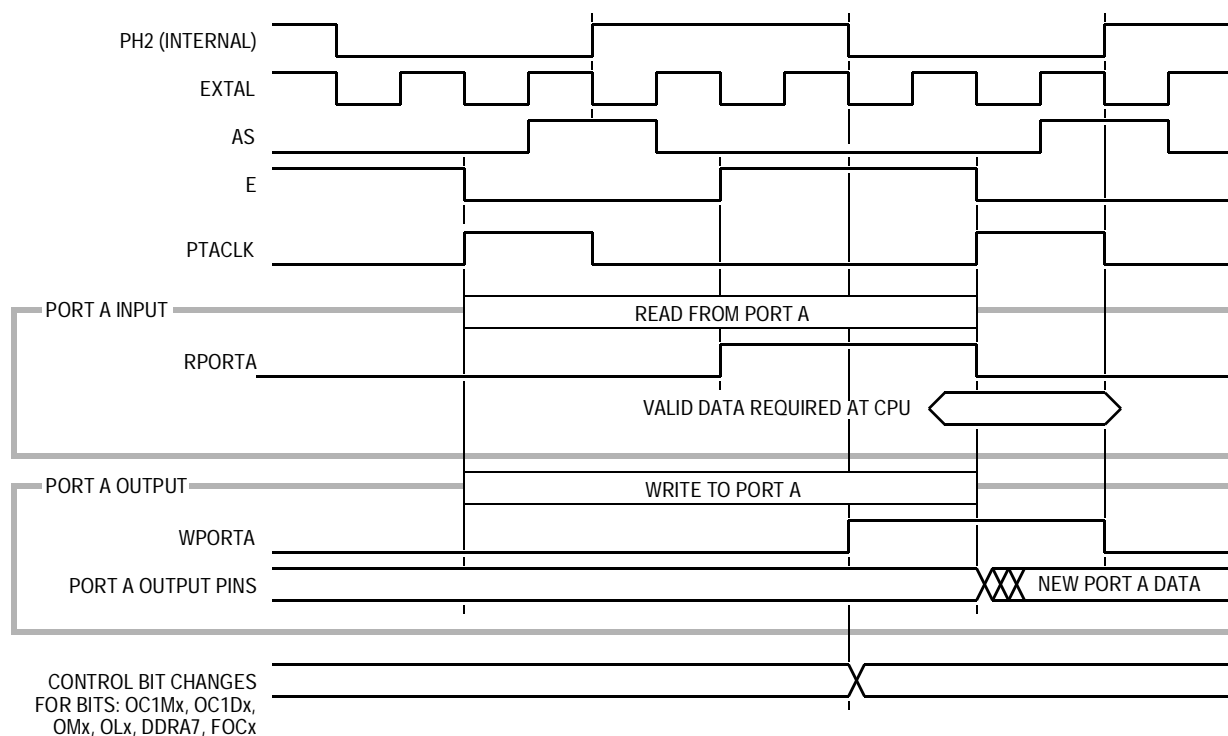 PH2 (INTERNAL)
EXTAL
AS
E
PTACLK
PORT A INPUT
READ FROM PORT A
RPORTA
VALID DATA REQUIRED AT CPU
PORT A OUTPUT
WRITE TO PORT A
WPORTA
PORT A OUTPUT PINS
NEW PORT A DATA
CONTROL BIT CHANGES
FOR BITS: OC1Mx, OC1Dx,
OMx, OLx, DDRA7, FOCx